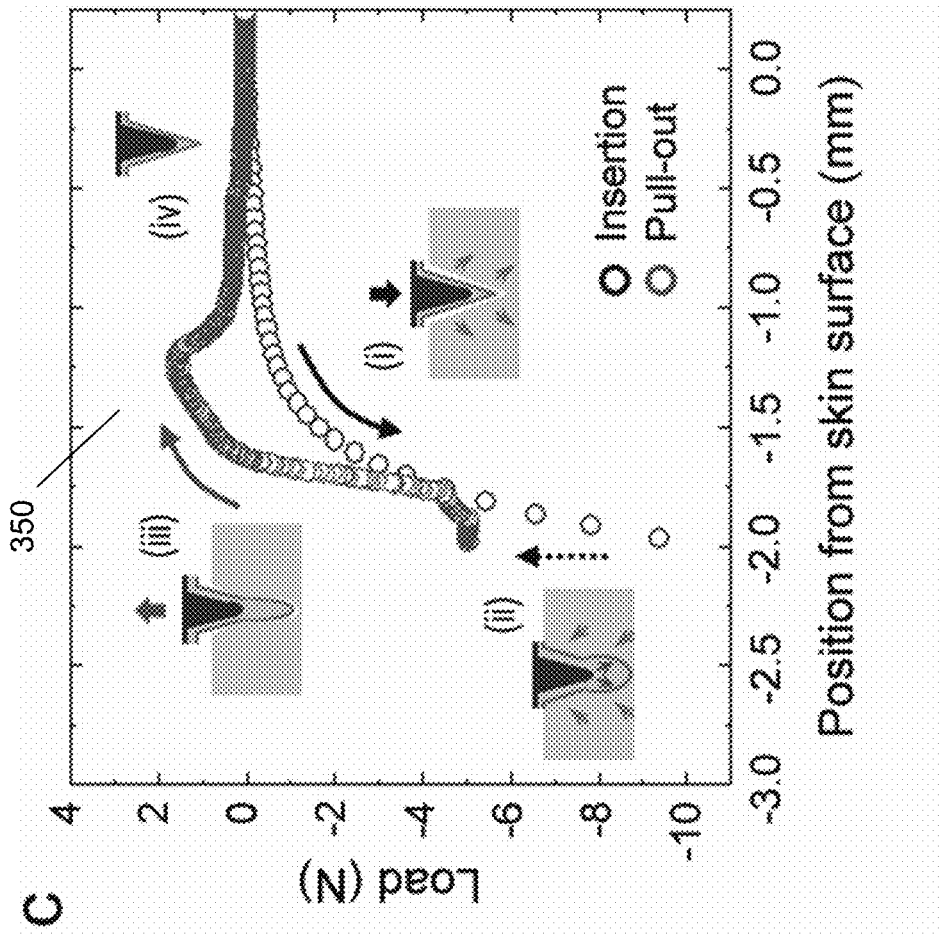 C
350
Load (N)
4
2
0
-2
-4
-6
-8
-10
(iii)
(iv)
(i)
(ii)
Insertion
Pull-out
-3.0 -2.5 -2.0 -1.5 -1.0 -0.5 0.0
Position from skin surface (mm)